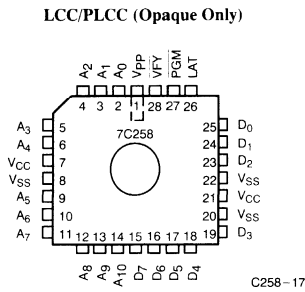 LCC/PLCC (Opaque Only)
A2 A1 A0 VPP VFY PGM LAT
4 3 2 1 28 27 26
7C258
A3 5 25 D0
A4 6 24 D1
VCC 7 23 D2
VSS 8 22 VSS
A5 9 21 VCC
A6 10 20 VSS
A7 11 19 D3
12 13 14 15 16 17 18
A8 A9 A10 D7 D6 D5 D4
C258–17